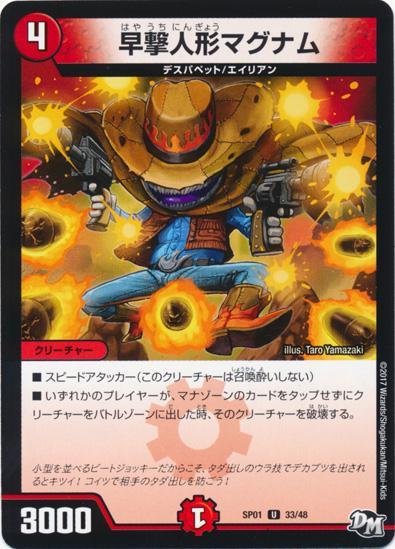 4
はやうちにんぎょう
早撃人形マグナム
デスパペット/エイリアン
illus. Taro Yamazaki
クリーチャー
■ スピードアタッカー(このクリーチャーは召喚酔いしない)
■ いずれかのプレイヤーが、マナゾーンのカードをタップせずにク
リーチャーをバトルゾーンに出した時、そのクリーチャーを破壊する。
小型を並べるビートジョッキーだからこそ、タダ出しのウラ技でデカブツを出され
るとキツイ!コイツで相手のタダ出しを防ごう!
©2017 Wizards/Shogakukan/Mitsui-Kids
3000
1
SP01 U 33/48
DM